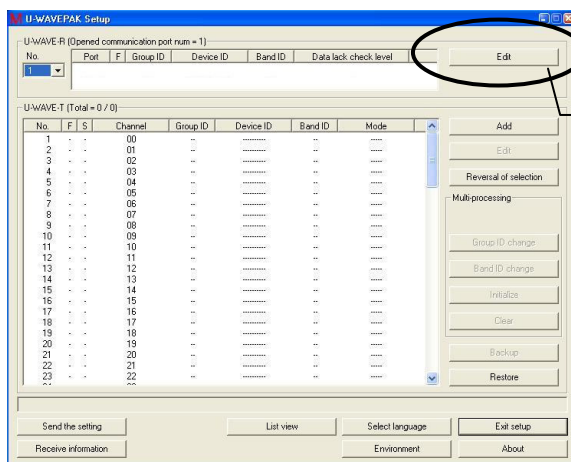 U-WAVEPAK Setup
U-WAVE-R (Opened communication port num = 1)
No. Port F Group ID Device ID Band ID Data lack check level
1
Edit
U-WAVE-T (Total = 0 / 0)
No. F S Channel Group ID Device ID Band ID Mode
1 - - 00 -- ---------- -- -----
2 - - 01 -- ---------- -- -----
3 - - 02 -- ---------- -- -----
4 - - 03 -- ---------- -- -----
5 - - 04 -- ---------- -- -----
6 - - 05 -- ---------- -- -----
7 - - 06 -- ---------- -- -----
8 - - 07 -- ---------- -- -----
9 - - 08 -- ---------- -- -----
10 - - 09 -- ---------- -- -----
11 - - 10 -- ---------- -- -----
12 - - 11 -- ---------- -- -----
13 - - 12 -- ---------- -- -----
14 - - 13 -- ---------- -- -----
15 - - 14 -- ---------- -- -----
16 - - 15 -- ---------- -- -----
17 - - 16 -- ---------- -- -----
18 - - 17 -- ---------- -- -----
19 - - 18 -- ---------- -- -----
20 - - 19 -- ---------- -- -----
21 - - 20 -- ---------- -- -----
22 - - 21 -- ---------- -- -----
23 - - 22 -- ---------- -- -----
Add
Edit
Reversal of selection
Multi-processing
Group ID change
Band ID change
Initialize
Clear
Backup
Restore
Send the setting List view Select language Exit setup
Receive information Environment About